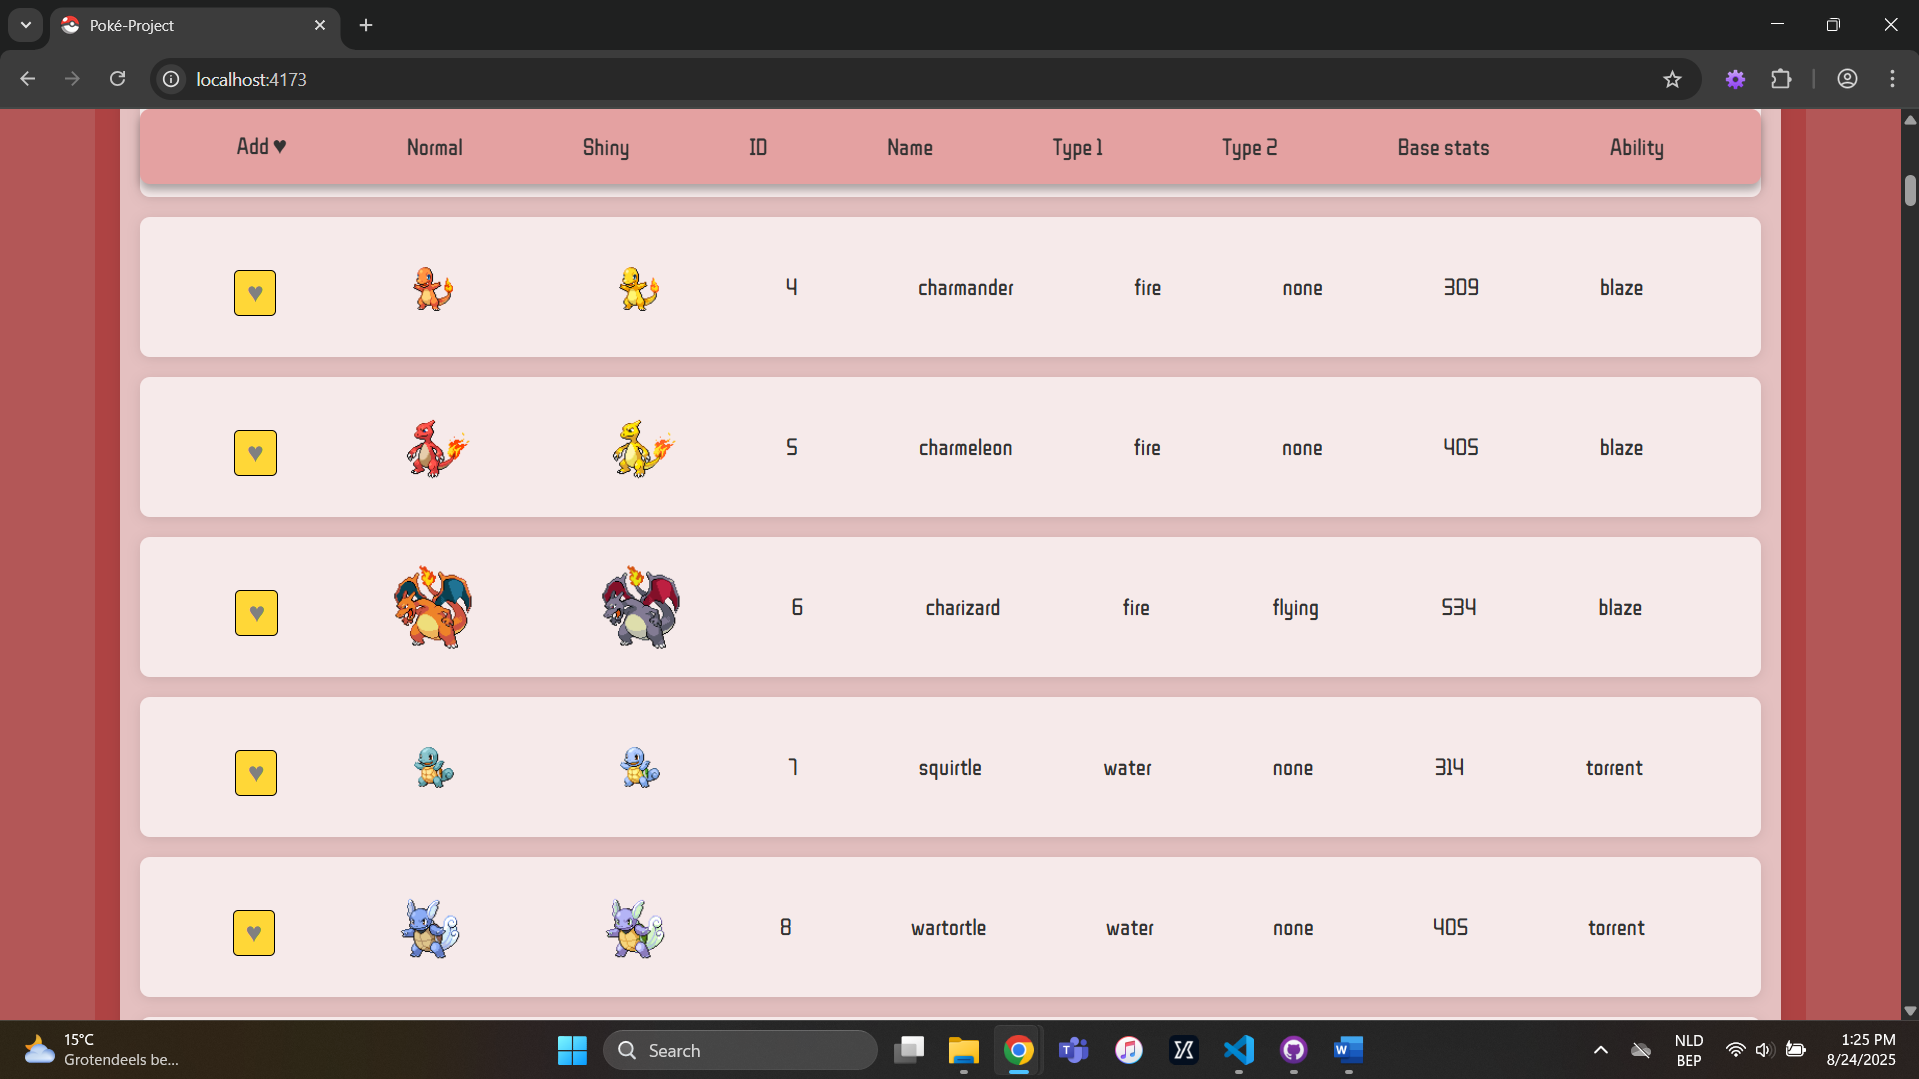 Poké-Project
localhost:4173
Add ♥ Normal Shiny ID Name Type 1 Type 2 Base stats Ability
♥ 4 charmander fire none 309 blaze
♥ 5 charmeleon fire none 405 blaze
♥ 6 charizard fire flying 534 blaze
♥ 7 squirtle water none 314 torrent
♥ 8 wartortle water none 405 torrent
15°C
Grotendeels be...
Search
NLD
BEP
1:25 PM
8/24/2025